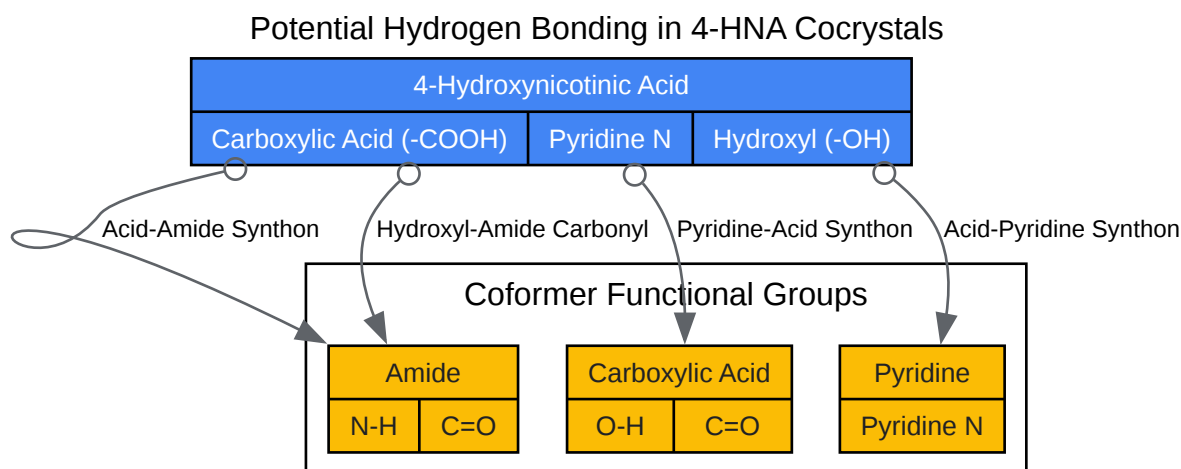 Potential Hydrogen Bonding in 4-HNA Cocrystals
4-Hydroxynicotinic Acid
Carboxylic Acid (-COOH)
Pyridine N
Hydroxyl (-OH)
Acid-Amide Synthon
Hydroxyl-Amide Carbonyl
Pyridine-Acid Synthon
Acid-Pyridine Synthon
Coformer Functional Groups
Amide
Carboxylic Acid
Pyridine
N-H
C=O
O-H
C=O
Pyridine N